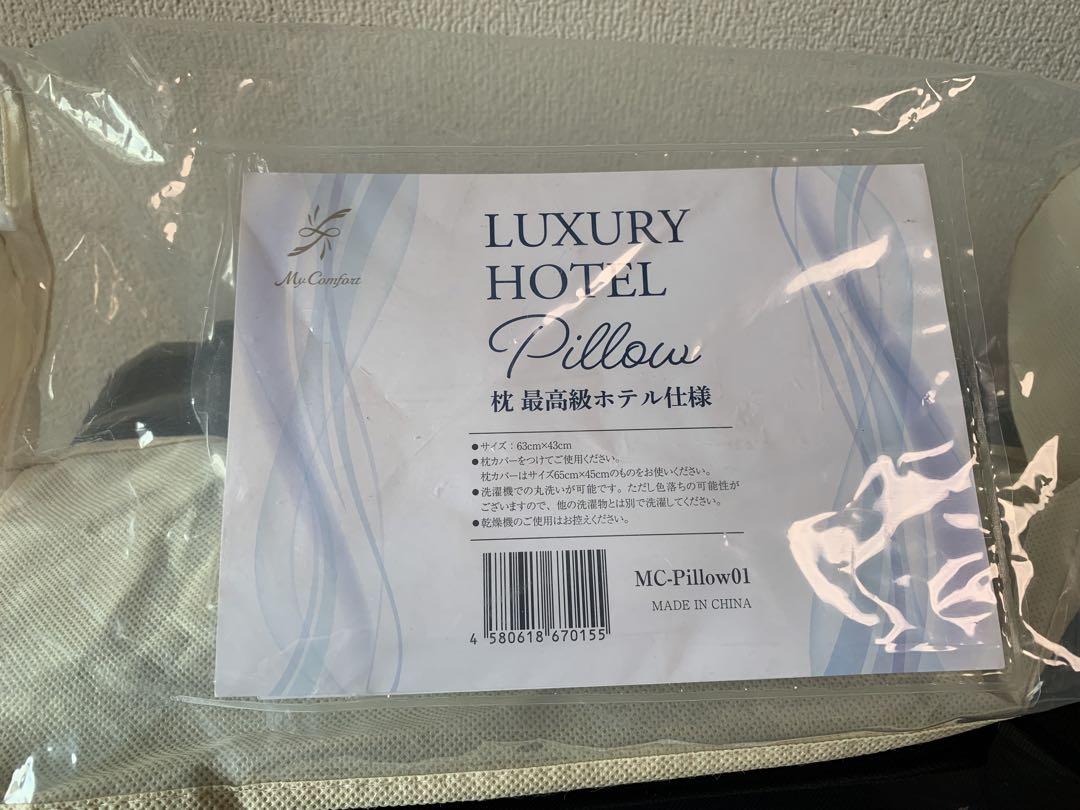 My Comfort
LUXURY
HOTEL
Pillow
枕 最高級ホテル仕様
●サイズ：63cm×43cm
●枕カバーをつけてご使用ください。
枕カバーはサイズ65cm×45cmのものをお使いください。
●洗濯機での丸洗いが可能です。ただし色落ちの可能性が
ございますので、他の洗濯物とは別で洗濯してください。
●乾燥機のご使用はお控えください。
MC-Pillow01
MADE IN CHINA
4 580618 670155